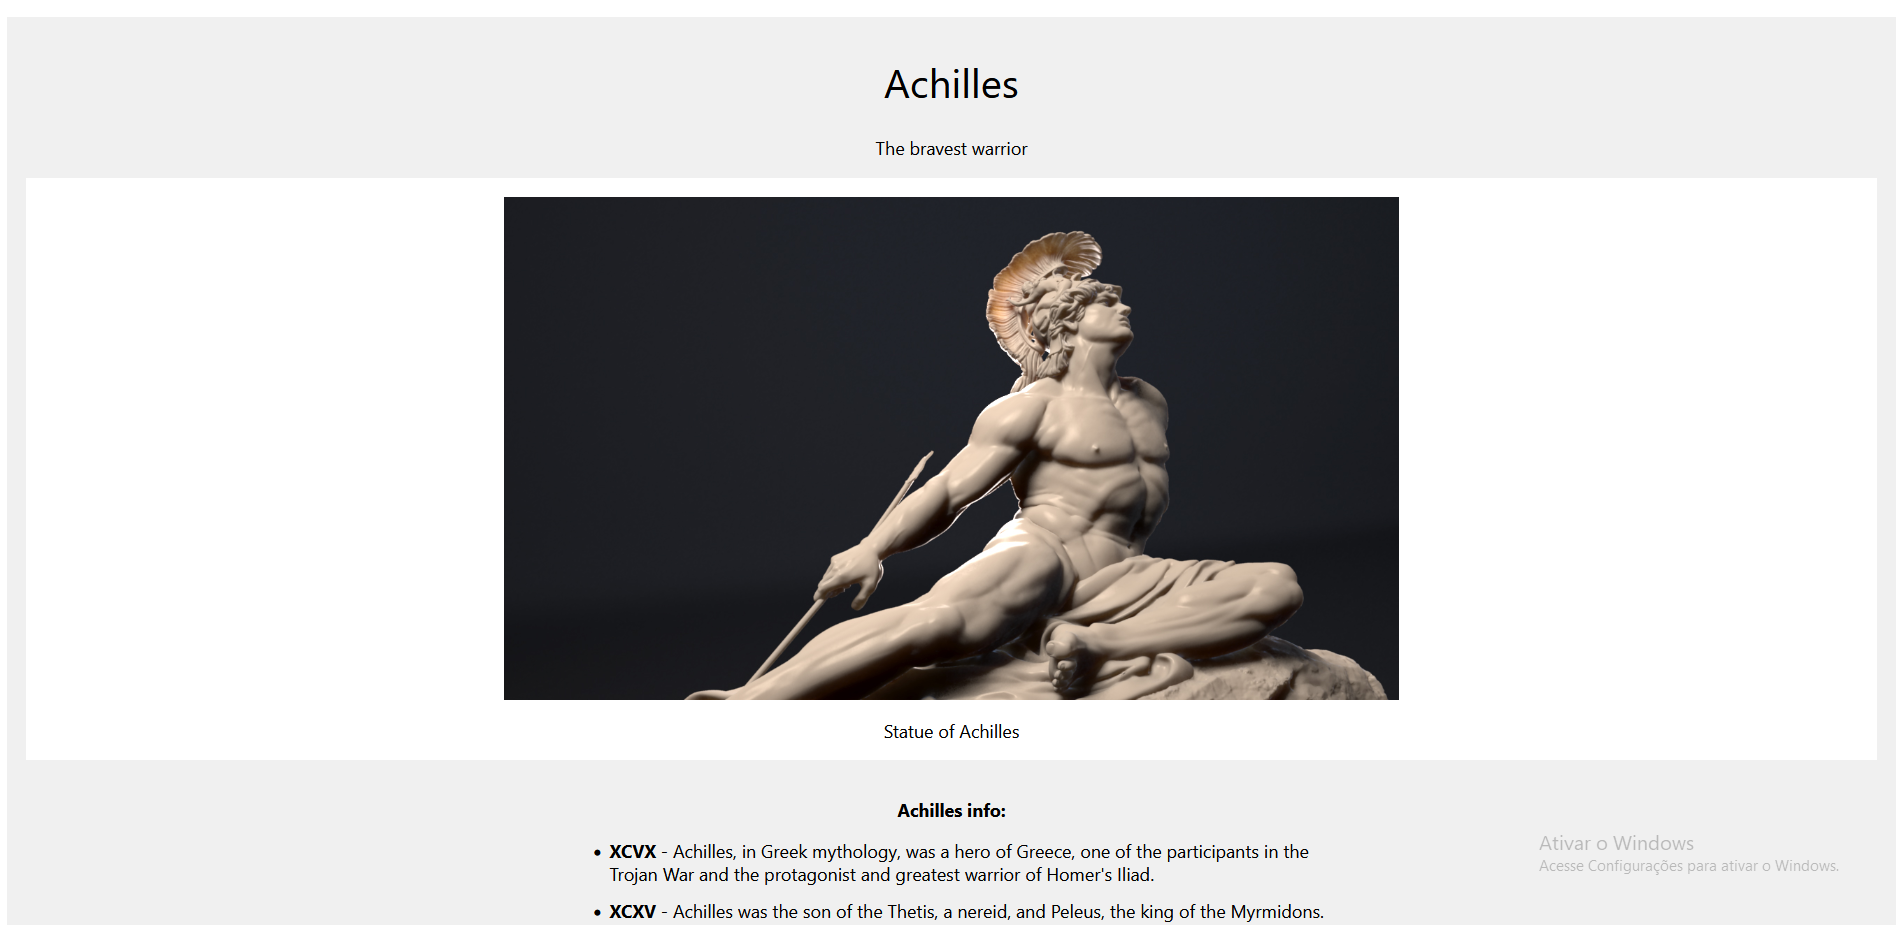 Achilles
The bravest warrior
Statue of Achilles
Achilles info:
• XCVX - Achilles, in Greek mythology, was a hero of Greece, one of the participants in the
Trojan War and the protagonist and greatest warrior of Homer's Iliad.
• XCXV - Achilles was the son of the Thetis, a nereid, and Peleus, the king of the Myrmidons.
Ativar o Windows
Acesse Configurações para ativar o Windows.